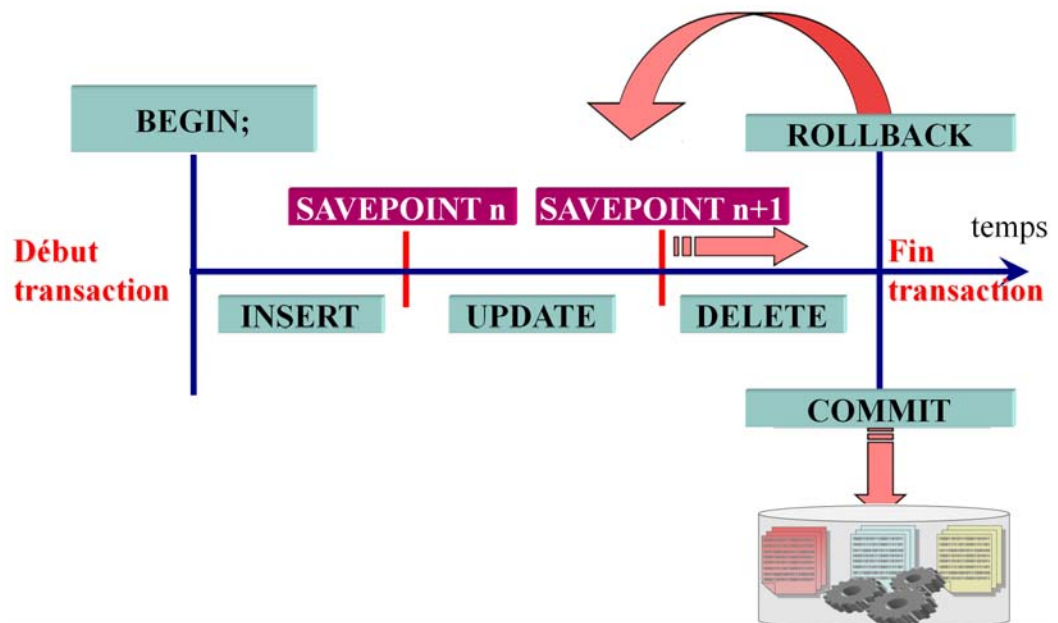 BEGIN;
ROLLBACK
SAVEPOINT n
SAVEPOINT n+1
temps
Début
transaction
Fin
transaction
INSERT
UPDATE
DELETE
COMMIT